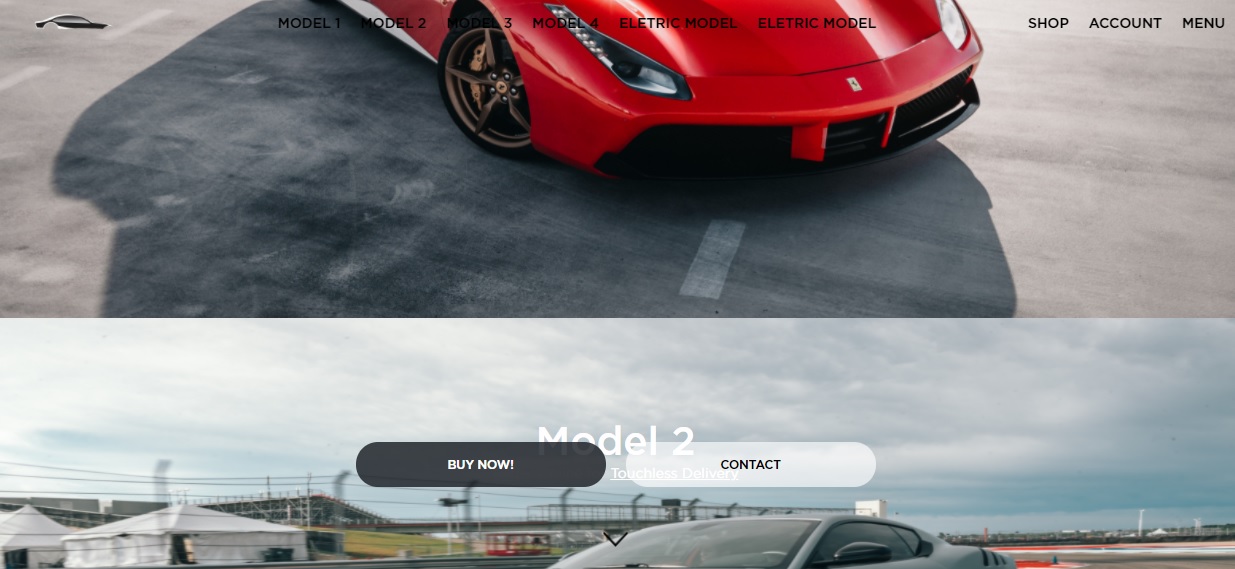 MODEL 1 MODEL 2 MODEL 3 MODEL 4 ELETRIC MODEL ELETRIC MODEL SHOP ACCOUNT MENU
Model 2
BUY NOW! CONTACT
Touchless Delivery